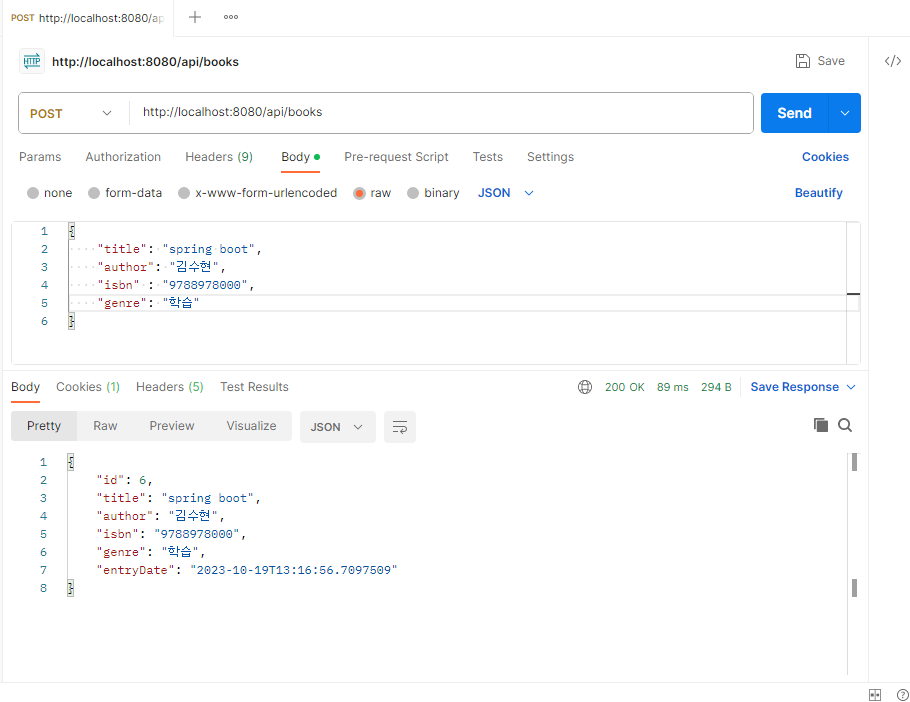 POST http://localhost:8080/ap
HTTP http://localhost:8080/api/books
Save
</>
POST http://localhost:8080/api/books
Send
Params Authorization Headers (9) Body Pre-request Script Tests Settings Cookies
none form-data x-www-form-urlencoded raw binary JSON Beautify
1 {
2 "title": "spring boot",
3 "author": "김수현",
4 "isbn" : "9788978000",
5 "genre": "학습"
6 }
Body Cookies (1) Headers (5) Test Results 200 OK 89 ms 294 B Save Response
Pretty Raw Preview Visualize JSON
1 {
2 "id": 6,
3 "title": "spring boot",
4 "author": "김수현",
5 "isbn": "9788978000",
6 "genre": "학습",
7 "entryDate": "2023-10-19T13:16:56.7097509"
8 }